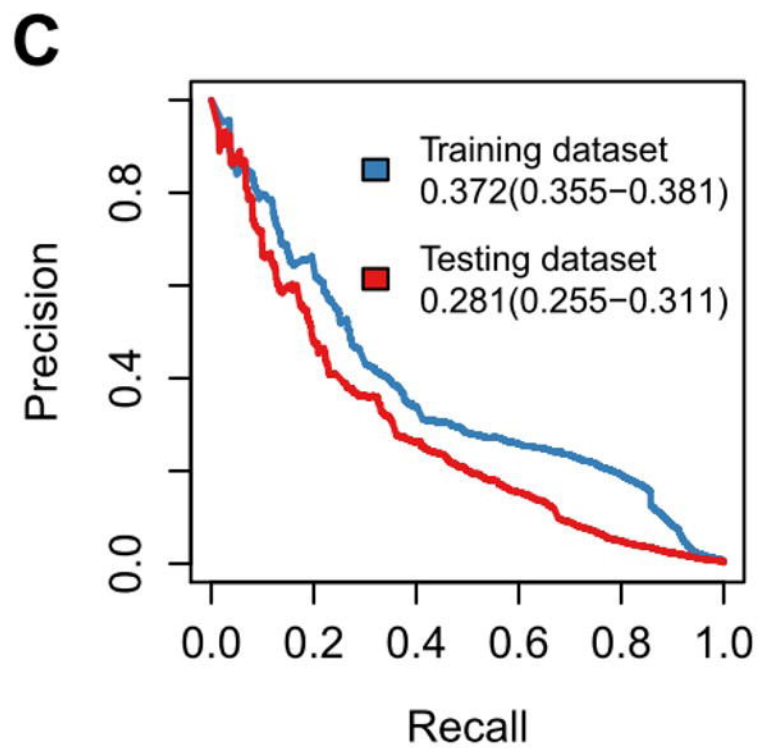 C
Training dataset
0.372(0.355−0.381)
Testing dataset
0.281(0.255−0.311)
Precision
0.8
0.4
0.0
0.0 0.2 0.4 0.6 0.8 1.0
Recall